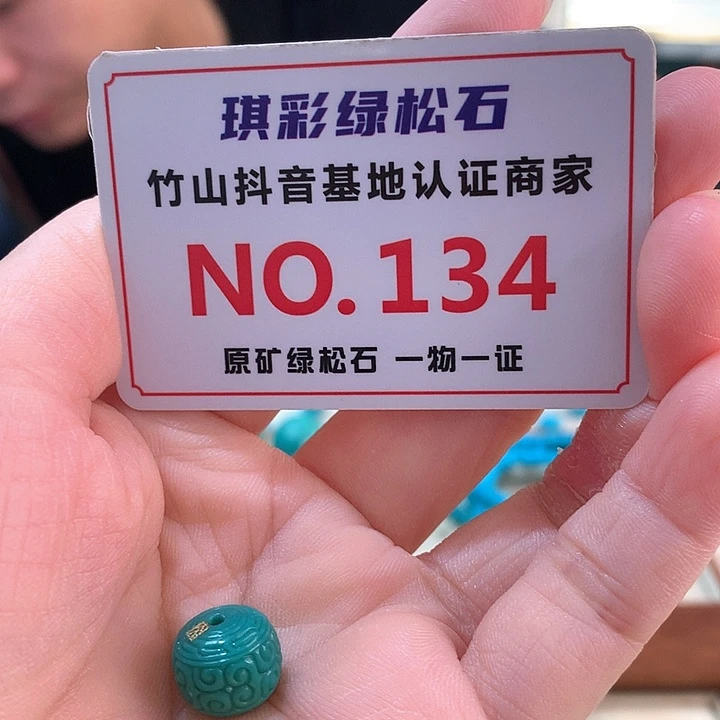 琪彩绿松石
竹山抖音基地认证商家
NO.134
原矿绿松石 一物一证